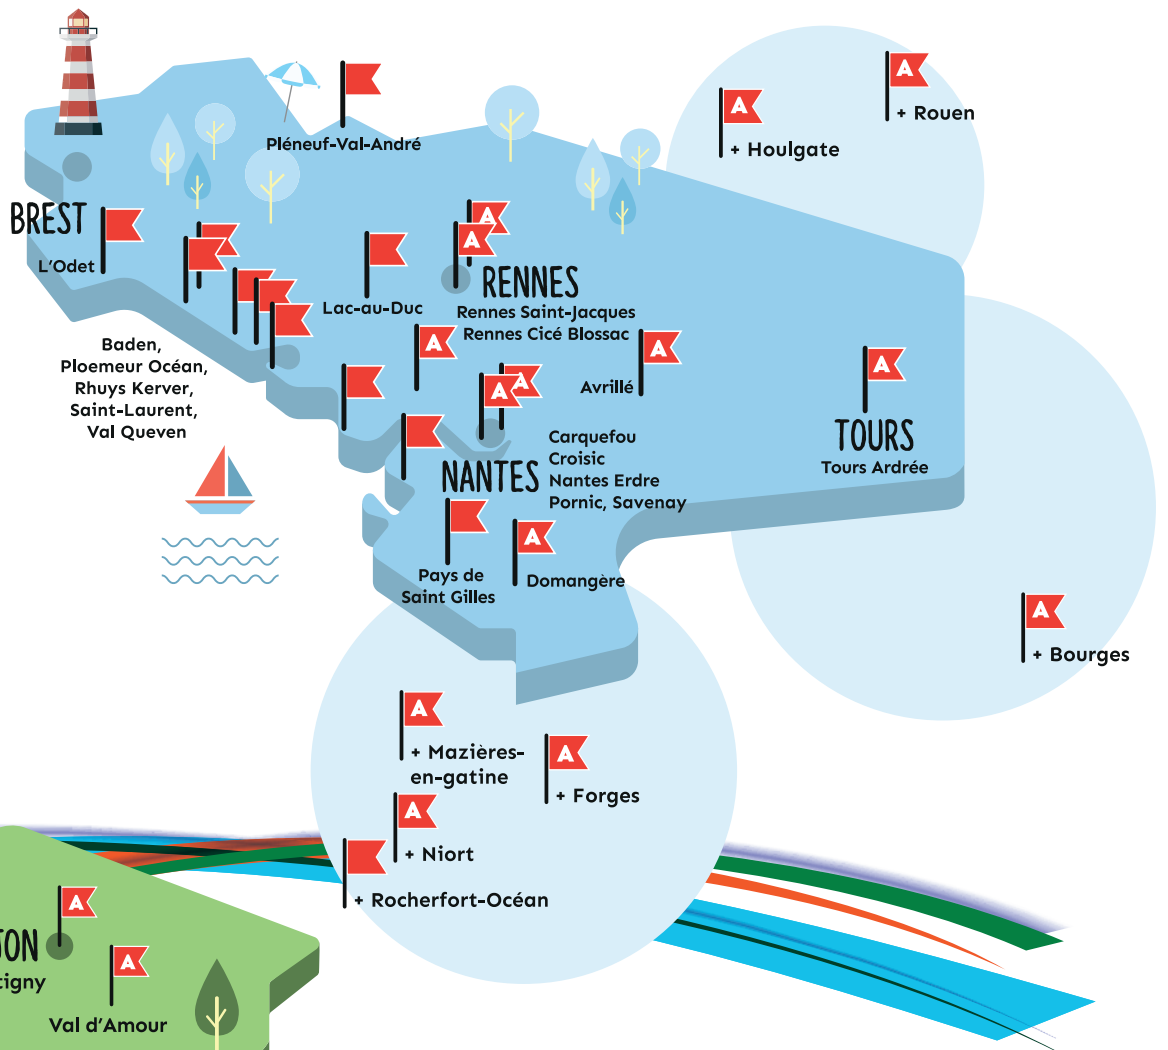 A
+ Rouen
A
+ Houlgate
Pléneuf-Val-André
BREST
L'Odet
A
A
RENNES
Rennes Saint-Jacques
Rennes Cicé Blossac
Lac-au-Duc
Baden,
Ploemeur Océan,
Rhuys Kerver,
Saint-Laurent,
Val Queven
A
A
Avrillé
A
TOURS
Tours Ardrée
A
A
NANTES
Carquefou
Croisic
Nantes Erdre
Pornic, Savenay
Pays de
Saint Gilles
A
Domangère
A
+ Bourges
A
+ Mazières-
en-gatine
A
+ Forges
A
+ Niort
+ Rocherfort-Océan
A
JON
tigny
A
Val d'Amour